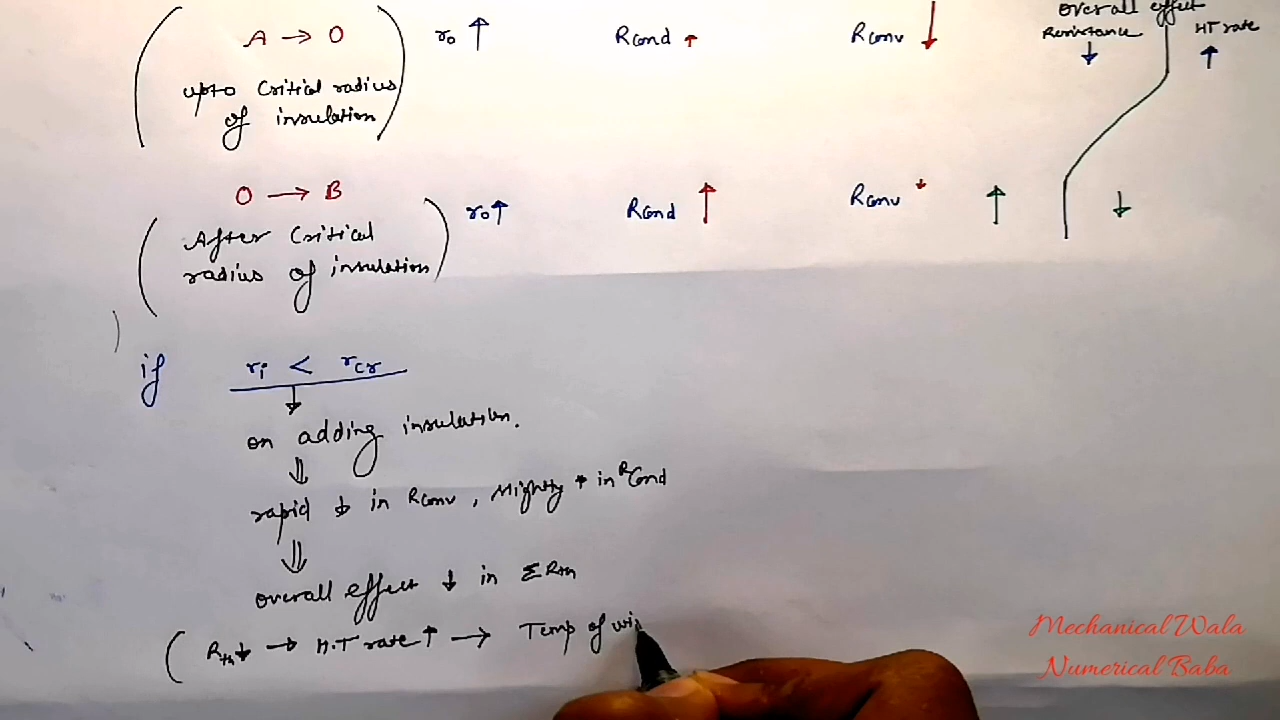 overall effect
A → O r₀ ↑ Rcond ↑ Rconv ↓ Resistance ↓ HT rate ↑
upto Critical radius
of insulation
O → B r₀ ↑ Rcond ↑ Rconv ↓ ↑ ↓
(After Critical
radius of insulation)
if ri < rcr
↓
on adding insulation.
⇓
rapid ↓ in Rconv, slightly ↑ in Rcond
⇓
overall effect ↓ in ΣRth
(Rth↓ → H.T rate ↑ → Temp of wi
Mechanical Wala
Numerical Baba